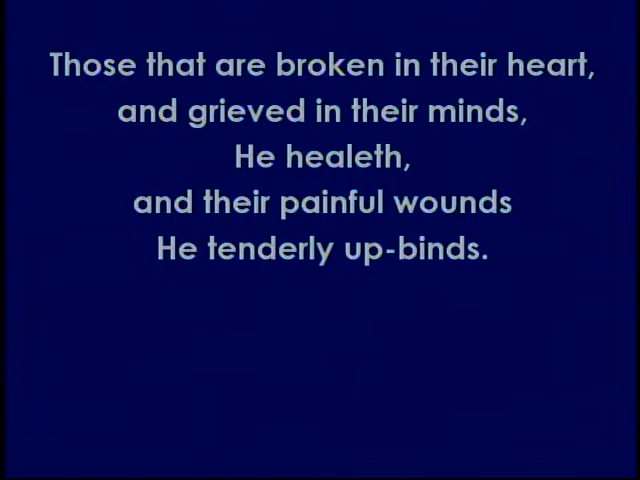 Those that are broken in their heart,
and grieved in their minds,
He healeth,
and their painful wounds
He tenderly up-binds.